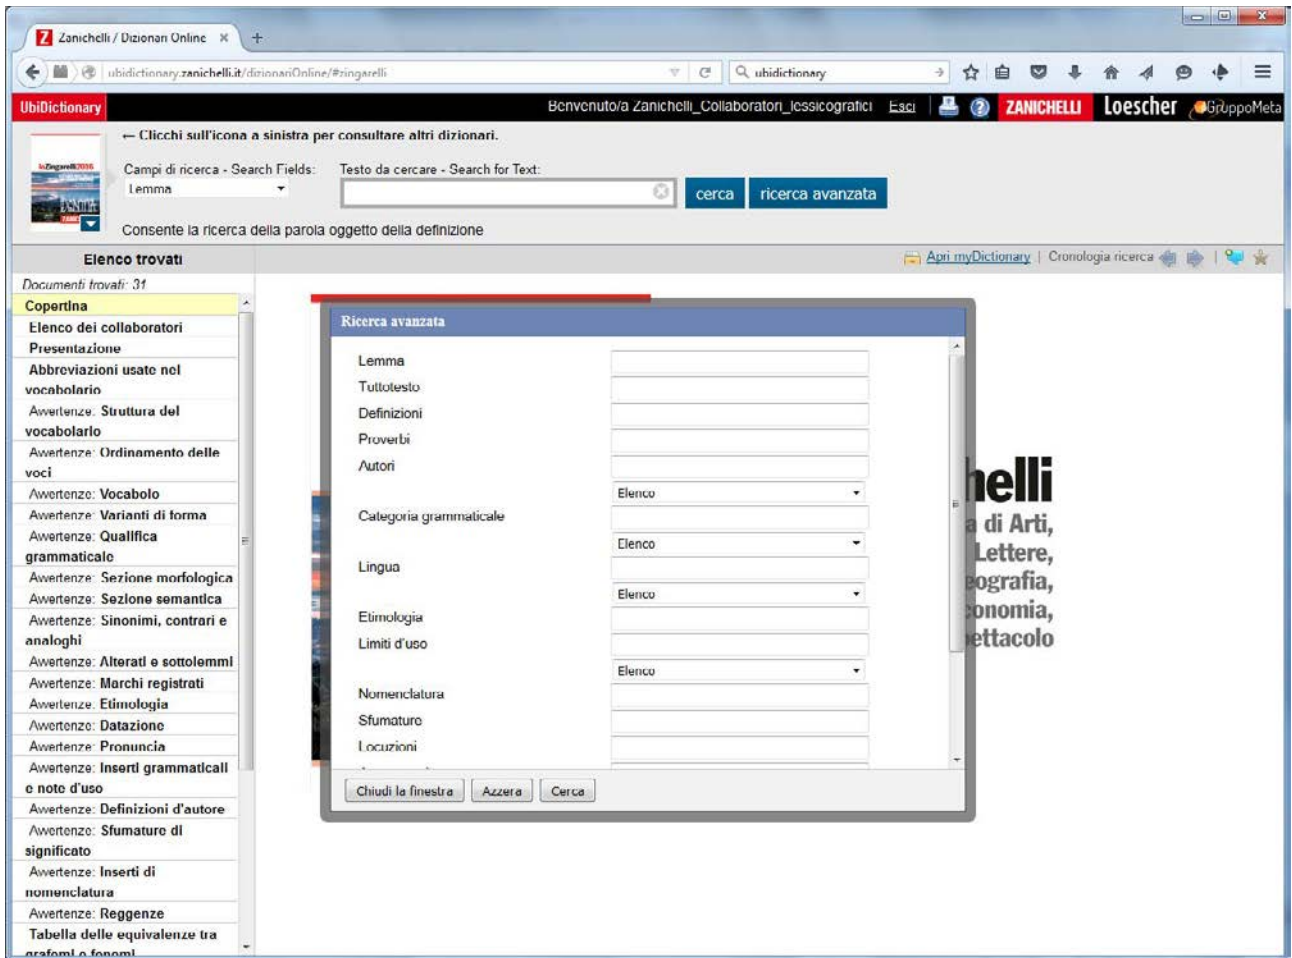 Zanichelli / Dizionari Online
ubidictionary.zanichelli.it/dizionariOnline/#zingarelli
ubidictionary
UbiDictionary
Benvenuto/a Zanichelli_Collaboratori_lessicografici Esci
ZANICHELLI Loescher GruppoMeta
← Clicchi sull'icona a sinistra per consultare altri dizionari.
loZingarelli2016
Campi di ricerca - Search Fields: Testo da cercare - Search for Text:
Lemma
cerca ricerca avanzata
Consente la ricerca della parola oggetto della definizione
Elenco trovati
Apri myDictionary | Cronologia ricerca
Documenti trovati: 31
Copertina
Elenco dei collaboratori
Presentazione
Abbreviazioni usate nel
vocabolario
Avvertenze: Struttura del
vocabolario
Avvertenze: Ordinamento delle
voci
Avvertenze: Vocabolo
Avvertenze: Varianti di forma
Avvertenze: Qualifica
grammaticale
Avvertenze: Sezione morfologica
Avvertenze: Sezione semantica
Avvertenze: Sinonimi, contrari e
analoghi
Avvertenze: Alterati e sottolemmi
Avvertenze: Marchi registrati
Avvertenze: Etimologia
Avvertenze: Datazione
Avvertenze: Pronuncia
Avvertenze: Inserti grammaticali
e note d'uso
Avvertenze: Definizioni d'autore
Avvertenze: Sfumature di
significato
Avvertenze: Inserti di
nomenclatura
Avvertenze: Reggenze
Tabella delle equivalenze tra
grafemi e fonemi
Ricerca avanzata
Lemma
Tuttotesto
Definizioni
Proverbi
Autori
Elenco
Categoria grammaticale
Elenco
Lingua
Elenco
Etimologia
Limiti d'uso
Elenco
Nomenclatura
Sfumature
Locuzioni
Chiudi la finestra Azzera Cerca
helli
a di Arti,
Lettere,
eografia,
conomia,
pettacolo